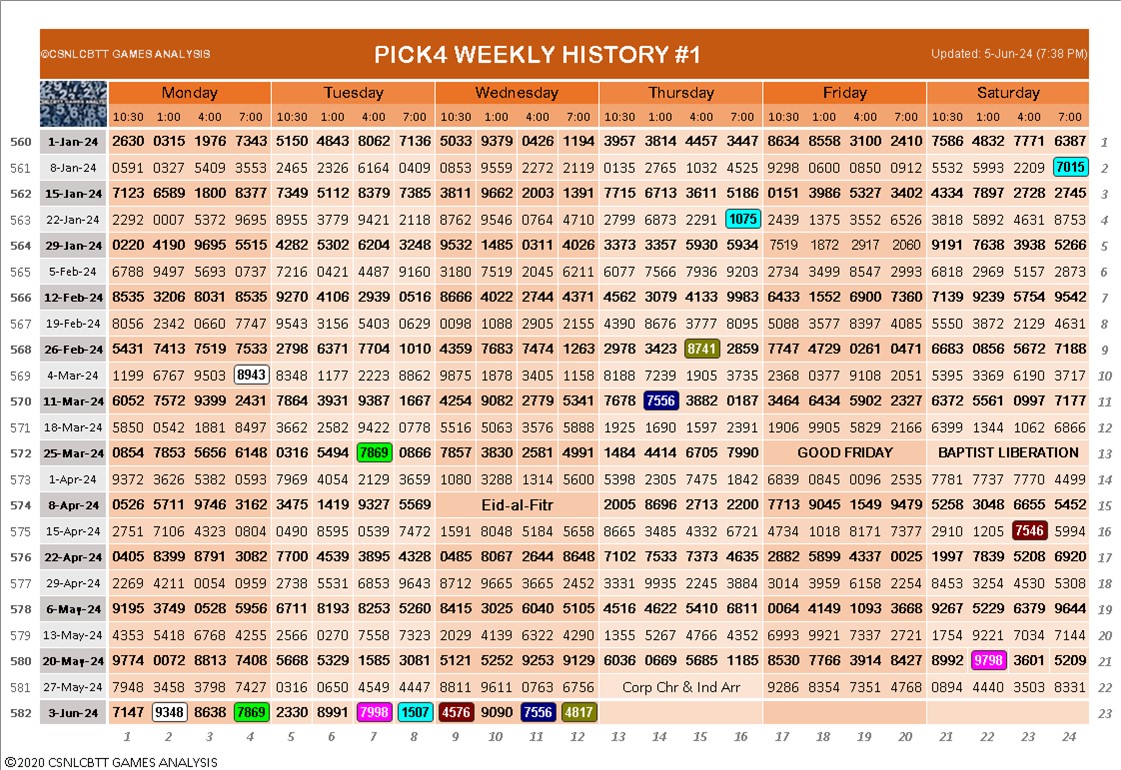 ©CSNLCBTT GAMES ANALYSIS PICK4 WEEKLY HISTORY #1 Updated: 5-Jun-24 (7:38 PM)
Monday Tuesday Wednesday Thursday Friday Saturday
10:30 1:00 4:00 7:00 10:30 1:00 4:00 7:00 10:30 1:00 4:00 7:00 10:30 1:00 4:00 7:00 10:30 1:00 4:00 7:00 10:30 1:00 4:00 7:00
560 1-Jan-24 2630 0315 1976 7343 5150 4843 8062 7136 5033 9379 0426 1194 3957 3814 4457 3447 8634 8558 3100 2410 7586 4832 7771 6387 1
561 8-Jan-24 0591 0327 5409 3553 2465 2326 6164 0409 0853 9559 2272 2119 0135 2765 1032 4525 9298 0600 0850 0912 5532 5993 2209 7015 2
562 15-Jan-24 7123 6589 1800 8377 7349 5112 8379 7385 3811 9662 2003 1391 7715 6713 3611 5186 0151 3986 5327 3402 4334 7897 2728 2745 3
563 22-Jan-24 2292 0007 5372 9695 8955 3779 9421 2118 8762 9546 0764 4710 2799 6873 2291 1075 2439 1375 3552 6526 3818 5892 4631 8753 4
564 29-Jan-24 0220 4190 9695 5515 4282 5302 6204 3248 9532 1485 0311 4026 3373 3357 5930 5934 7519 1872 2917 2060 9191 7638 3938 5266 5
565 5-Feb-24 6788 9497 5693 0737 7216 0421 4487 9160 3180 7519 2045 6211 6077 7566 7936 9203 2734 3499 8547 2993 6818 2969 5157 2873 6
566 12-Feb-24 8535 3206 8031 8535 9270 4106 2939 0516 8666 4022 2744 4371 4562 3079 4133 9983 6433 1552 6900 7360 7139 9239 5754 9542 7
567 19-Feb-24 8056 2342 0660 7747 9543 3156 5403 0629 0098 1088 2905 2155 4390 8676 3777 8095 5088 3577 8397 4085 5550 3872 2129 4631 8
568 26-Feb-24 5431 7413 7519 7533 2798 6371 7704 1010 4359 7683 7474 1263 2978 3423 8741 2859 7747 4729 0261 0471 6683 0856 5672 7188 9
569 4-Mar-24 1199 6767 9503 8943 8348 1177 2223 8862 9875 1878 3405 1158 8188 7239 1905 3735 2368 0377 9108 2051 5395 3369 6190 3717 10
570 11-Mar-24 6052 7572 9399 2431 7864 3931 9387 1667 4254 9082 2779 5341 7678 7556 3882 0187 3464 6434 5902 2327 6372 5561 0997 7177 11
571 18-Mar-24 5850 0542 1881 8497 3662 2582 9422 0778 5516 5063 3576 5888 1925 1690 1597 2391 1906 9905 5829 2166 6399 1344 1062 6866 12
572 25-Mar-24 0854 7853 5656 6148 0316 5494 7869 0866 7857 3830 2581 4991 1484 4414 6705 7990 GOOD FRIDAY BAPTIST LIBERATION 13
573 1-Apr-24 9372 3626 5382 0593 7969 4054 2129 3659 1080 3288 1314 5600 5398 2305 7475 1842 6839 0845 0096 2535 7781 7737 7770 4499 14
574 8-Apr-24 0526 5711 9746 3162 3475 1419 9327 5569 Eid-al-Fitr 2005 8696 2713 2200 7713 9045 1549 9479 5258 3048 6655 5452 15
575 15-Apr-24 2751 7106 4323 0804 0490 8595 0539 7472 1591 8048 5184 5658 8665 3485 4332 6721 4734 1018 8171 7377 2910 1205 7546 5994 16
576 22-Apr-24 0405 8399 8791 3082 7700 4539 3895 4328 0485 8067 2644 8648 7102 7533 7373 4635 2882 5899 4337 0025 1997 7839 5208 6920 17
577 29-Apr-24 2269 4211 0054 0959 2738 5531 6853 9643 8712 9665 3665 2452 3331 9935 2245 3884 3014 3959 6158 2254 8453 3254 4530 5308 18
578 6-May-24 9195 3749 0528 5956 6711 8193 8253 5260 8415 3025 6040 5105 4516 4622 5410 6811 0064 4149 1093 3668 9267 5229 6379 9644 19
579 13-May-24 4353 5418 6768 4255 2566 0270 7558 7323 2029 4139 6322 4290 1355 5267 4766 4352 6993 9921 7337 2721 1754 9221 7034 7144 20
580 20-May-24 9774 0072 8813 7408 5668 5329 1585 3081 5121 5252 9253 9129 6036 0669 5685 1185 8530 7766 3914 8427 8992 9798 3601 5209 21
581 27-May-24 7948 3458 3798 7427 0316 0650 4549 4447 8811 9611 0763 6756 Corp Chr & Ind Arr 9286 8354 7351 4768 0894 4440 3503 8331 22
582 3-Jun-24 7147 9348 8638 7869 2330 8991 7998 1507 4576 9090 7556 4817 23
1 2 3 4 5 6 7 8 9 10 11 12 13 14 15 16 17 18 19 20 21 22 23 24
©2020 CSNLCBTT GAMES ANALYSIS